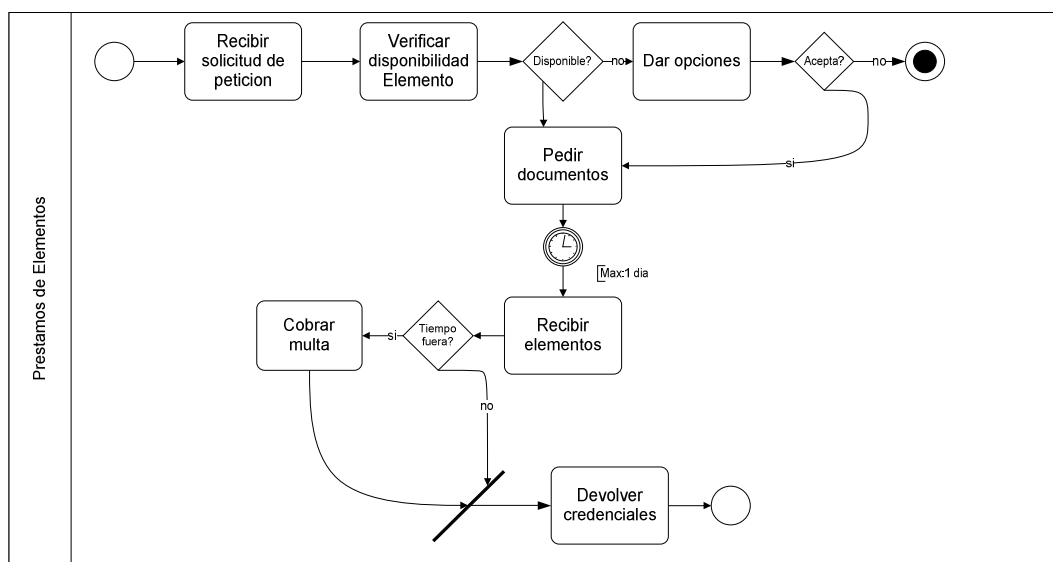 Prestamos de Elementos
Recibir
solicitud de
peticion
Verificar
disponibilidad
Elemento
Disponible?
no
Dar opciones
Acepta?
no
si
Pedir
documentos
Max:1 dia
Recibir
elementos
Tiempo
fuera?
si
Cobrar
multa
no
Devolver
credenciales